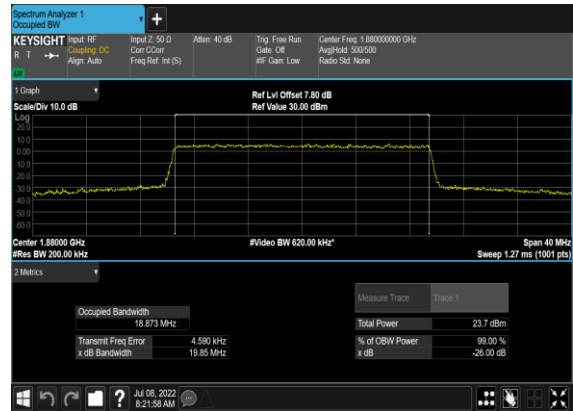 Spectrum Analyzer 1
Occupied BW
+
KEYSIGHT
R T
LXI
Input: RF
Coupling: DC
Align: Auto
Input Z: 50 Ω
Corr CCorr
Freq Ref: Int (S)
Atten: 40 dB
Trig: Free Run
Gate: Off
#IF Gain: Low
Center Freq: 1.880000000 GHz
Avg|Hold: 500/500
Radio Std: None
1 Graph
Scale/Div 10.0 dB
Ref Lvl Offset 7.80 dB
Ref Value 30.00 dBm
Log
20.0
10.0
0.00
-10.0
-20.0
-30.0
-40.0
-50.0
-60.0
Center 1.88000 GHz
#Res BW 200.00 kHz
#Video BW 620.00 kHz*
Span 40 MHz
Sweep 1.27 ms (1001 pts)
2 Metrics
Measure Trace
Trace 1
Occupied Bandwidth
18.873 MHz
Total Power
23.7 dBm
Transmit Freq Error
4.590 kHz
% of OBW Power
99.00 %
x dB Bandwidth
19.85 MHz
x dB
-26.00 dB
?
Jul 08, 2022
8:21:58 AM